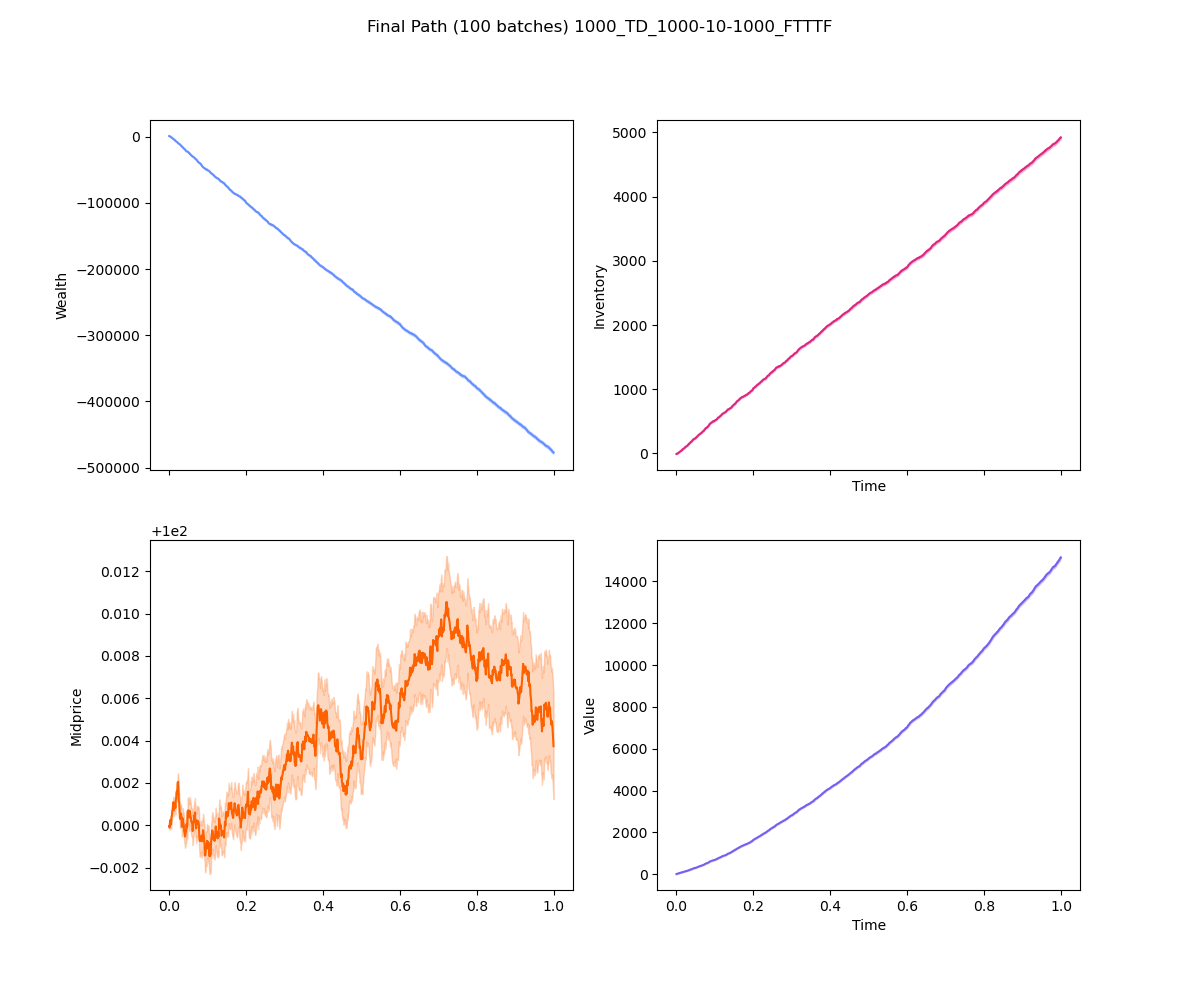 Final Path (100 batches) 1000_TD_1000-10-1000_FTTTF
0
−100000
−200000
−300000
−400000
−500000
Wealth
5000
4000
3000
2000
1000
0
Inventory
Time
+1e2
0.012
0.010
0.008
0.006
0.004
0.002
0.000
−0.002
Midprice
0.0 0.2 0.4 0.6 0.8 1.0
14000
12000
10000
8000
6000
4000
2000
0
Value
0.0 0.2 0.4 0.6 0.8 1.0
Time